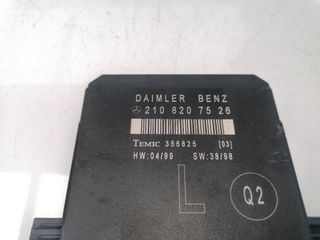 DAIMLER BENZ
210 820 75 26
TEMIC 356825 [03]
HW:04/99 SW:38/98
L
Q2